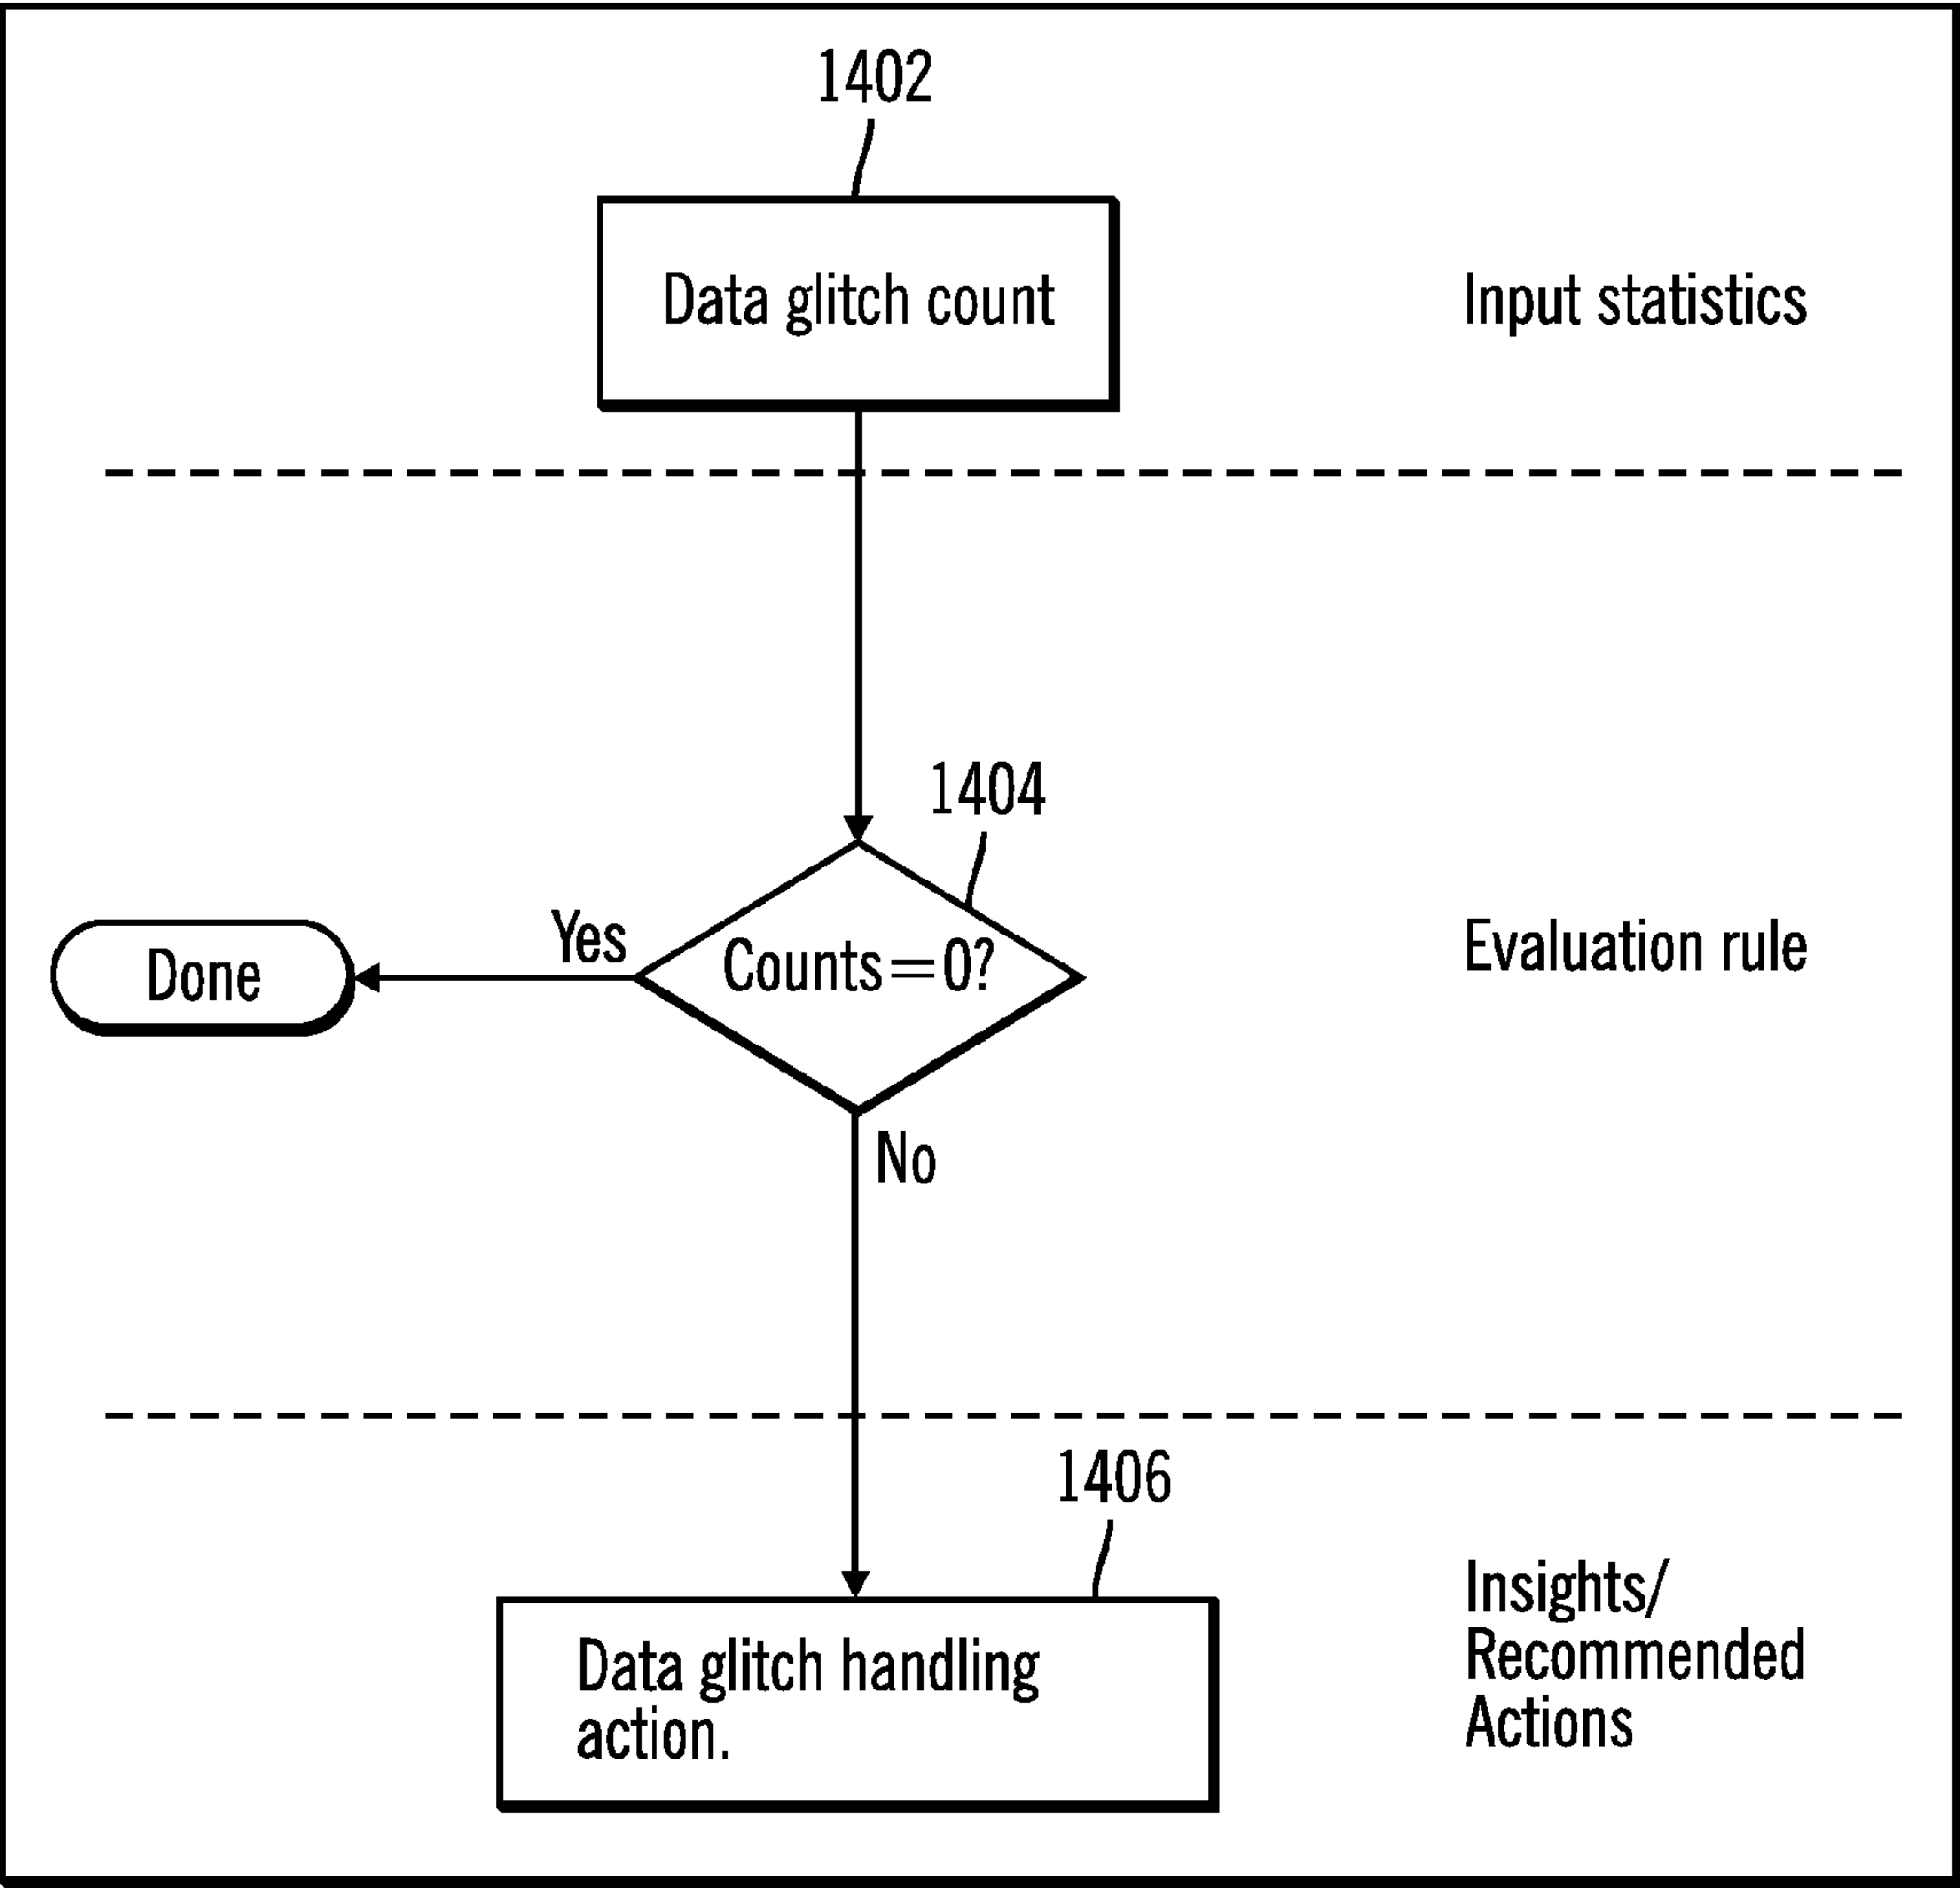 1402
Data glitch count
Input statistics
1404
Yes
Counts=0?
Evaluation rule
Done
No
1406
Data glitch handling
action.
Insights/
Recommended
Actions